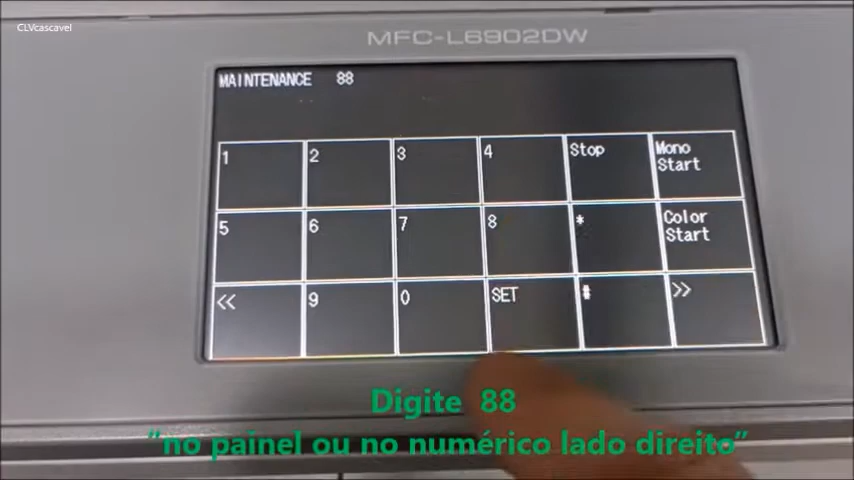 CLVcascavel
MFC-L6902DW
MAINTENANCE 88
1 2 3 4 Stop Mono Start
5 6 7 8 * Color Start
<< 9 0 SET # >>
Digite 88
“no painel ou no numérico lado direito”